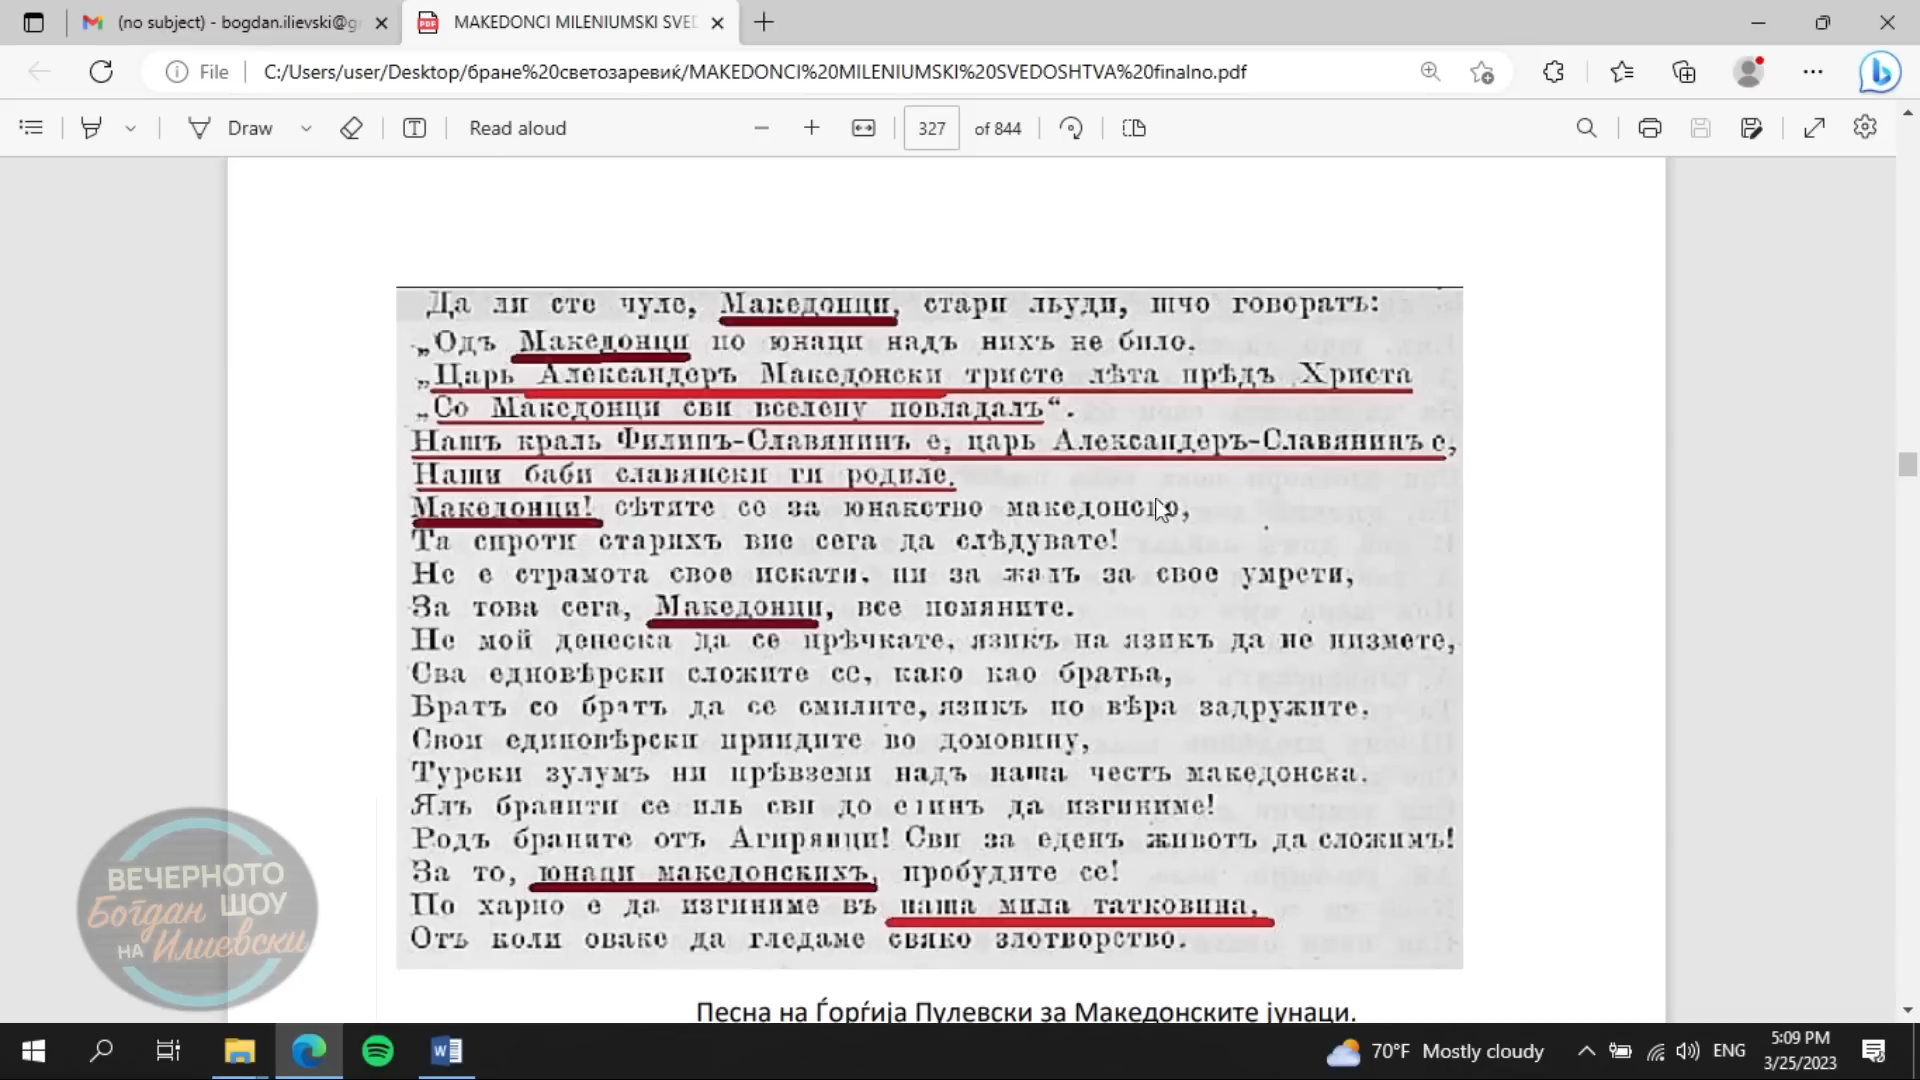 (no subject) - bogdan.ilievski@g
MAKEDONCI MILENIUMSKI SVED
File
C:/Users/user/Desktop/бране%20светозаревиќ/MAKEDONCI%20MILENIUMSKI%20SVEDOSHTVA%20finalno.pdf
Draw
Read aloud
327 of 844
Да ли сте чуле, Македонци, стари льуди, шчо говоратъ:
„Одъ Македонци по юнаци надъ нихъ не било,
„Царь Александеръ Македонски тристе лѣта прѣдъ Христа
„Со Македонци сви вселену повладалъ“.
Нашъ краль Филипъ-Славянинъ е, царь Александеръ-Славянинъ е,
Наши баби славянски ги родиле.
Македонци! сѣтите се за юнакство македонско,
Та спроти старихъ вие сега да слѣдувате!
Не е страмота свое искати, ни за жалъ за свое умрети,
За това сега, Македонци, все помяните.
Не мой денеска да се прѣчкате, язикъ на язикъ да не низмете,
Сва едновѣрски сложите се, како као братьа,
Братъ со братъ да се смилите, язикъ по вѣра задружите.
Свои единовѣрски приидите во домовину,
Турски зулумъ ни прѣвземи надъ наша честъ македонска.
Ялъ бранити се иль сви до единъ да изгиниме!
Родъ браните отъ Агиряници! Сви за еденъ животъ да сложимъ!
За то, юнаци македонскихъ, пробудите се!
По харно е да изгиниме въ наша мила татковина,
Отъ коли оваке да гледаме свяко злотворство.
Песна на Ѓорѓија Пулевски за Македонските јунаци.
ВЕЧЕРНОТО
ШОУ
НА Богдан Илиевски
70°F Mostly cloudy
ENG
5:09 PM
3/25/2023